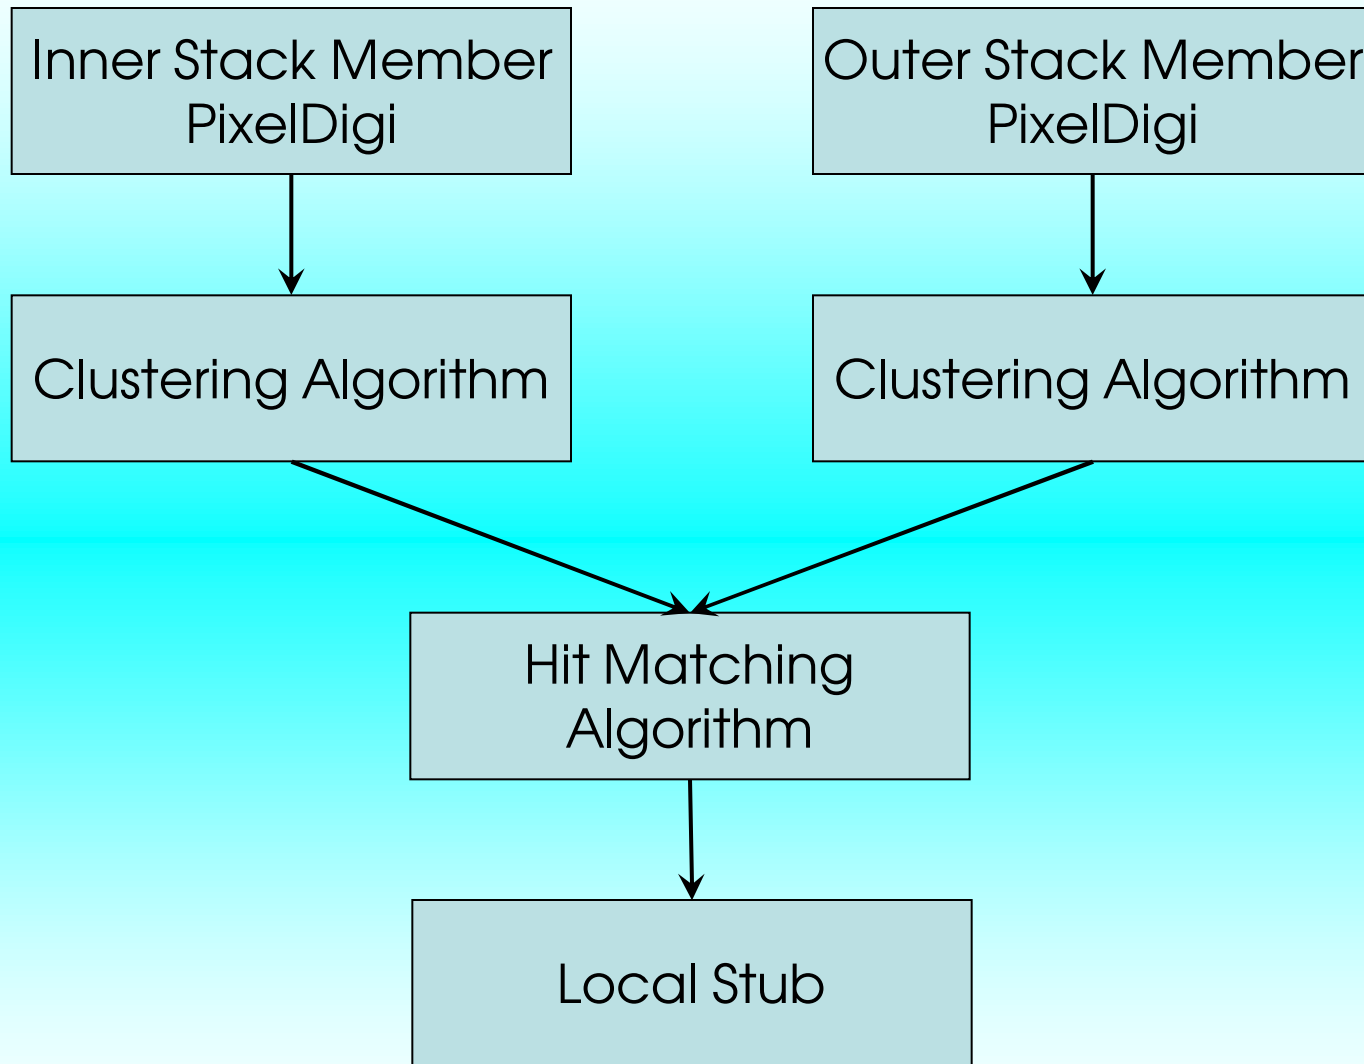 Inner Stack Member
PixelDigi
Outer Stack Member
PixelDigi
Clustering Algorithm
Clustering Algorithm
Hit Matching
Algorithm
Local Stub